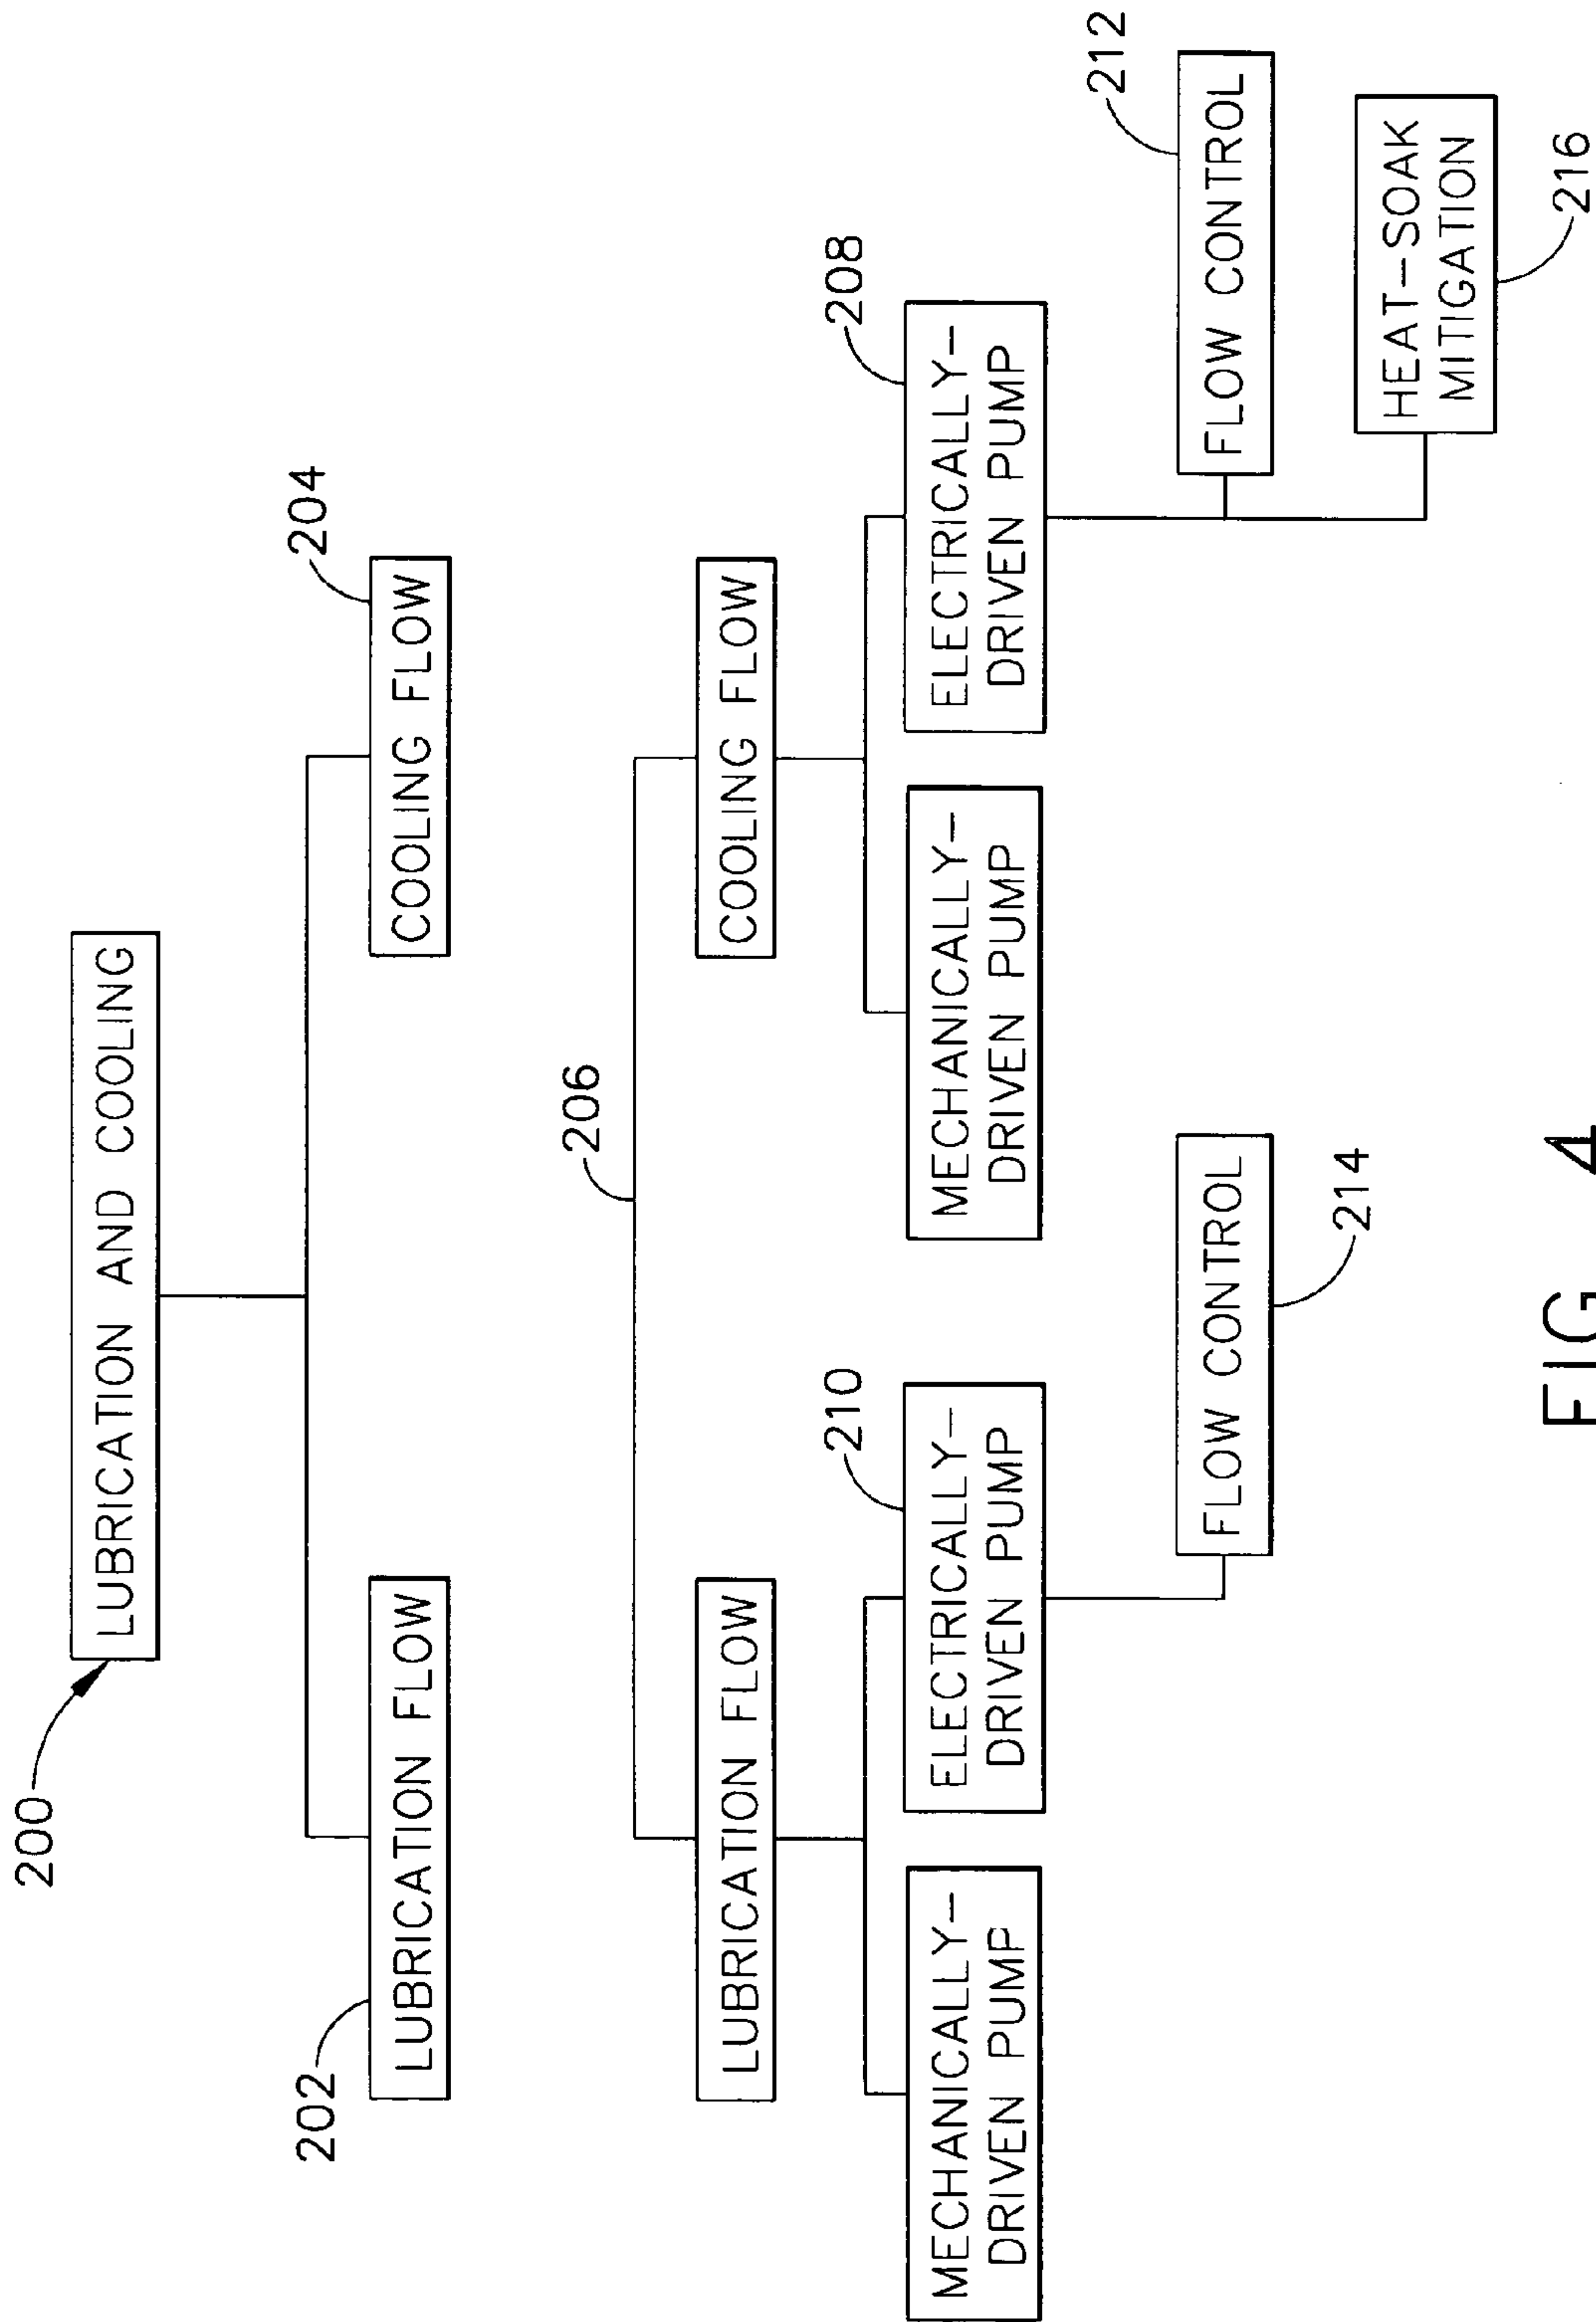 200
LUBRICATION AND COOLING
202
LUBRICATION FLOW
204
COOLING FLOW
206
LUBRICATION FLOW
COOLING FLOW
MECHANICALLY-
DRIVEN PUMP
210
ELECTRICALLY-
DRIVEN PUMP
MECHANICALLY-
DRIVEN PUMP
208
ELECTRICALLY-
DRIVEN PUMP
FLOW CONTROL
214
212
FLOW CONTROL
HEAT-SOAK
MITIGATION
216
FIG. 4